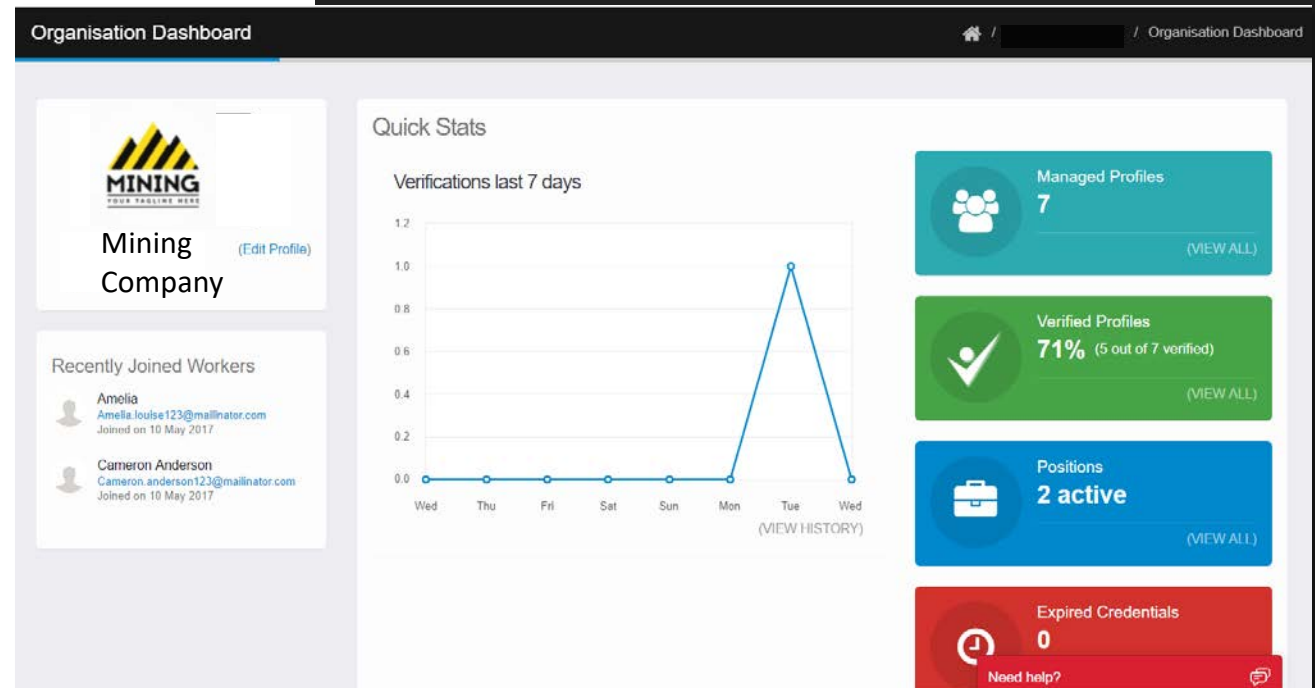 Organisation Dashboard
/ / Organisation Dashboard
MINING
YOUR TAGLINE HERE
Mining
Company
(Edit Profile)
Recently Joined Workers
Amelia
Amelia.louise123@mailinator.com
Joined on 10 May 2017
Cameron Anderson
Cameron.anderson123@mailinator.com
Joined on 10 May 2017
Quick Stats
Verifications last 7 days
1.2
1.0
0.8
0.6
0.4
0.2
0.0
Wed Thu Fri Sat Sun Mon Tue Wed
(VIEW HISTORY)
Managed Profiles
7
(VIEW ALL)
Verified Profiles
71% (5 out of 7 verified)
(VIEW ALL)
Positions
2 active
(VIEW ALL)
Expired Credentials
0
Need help?